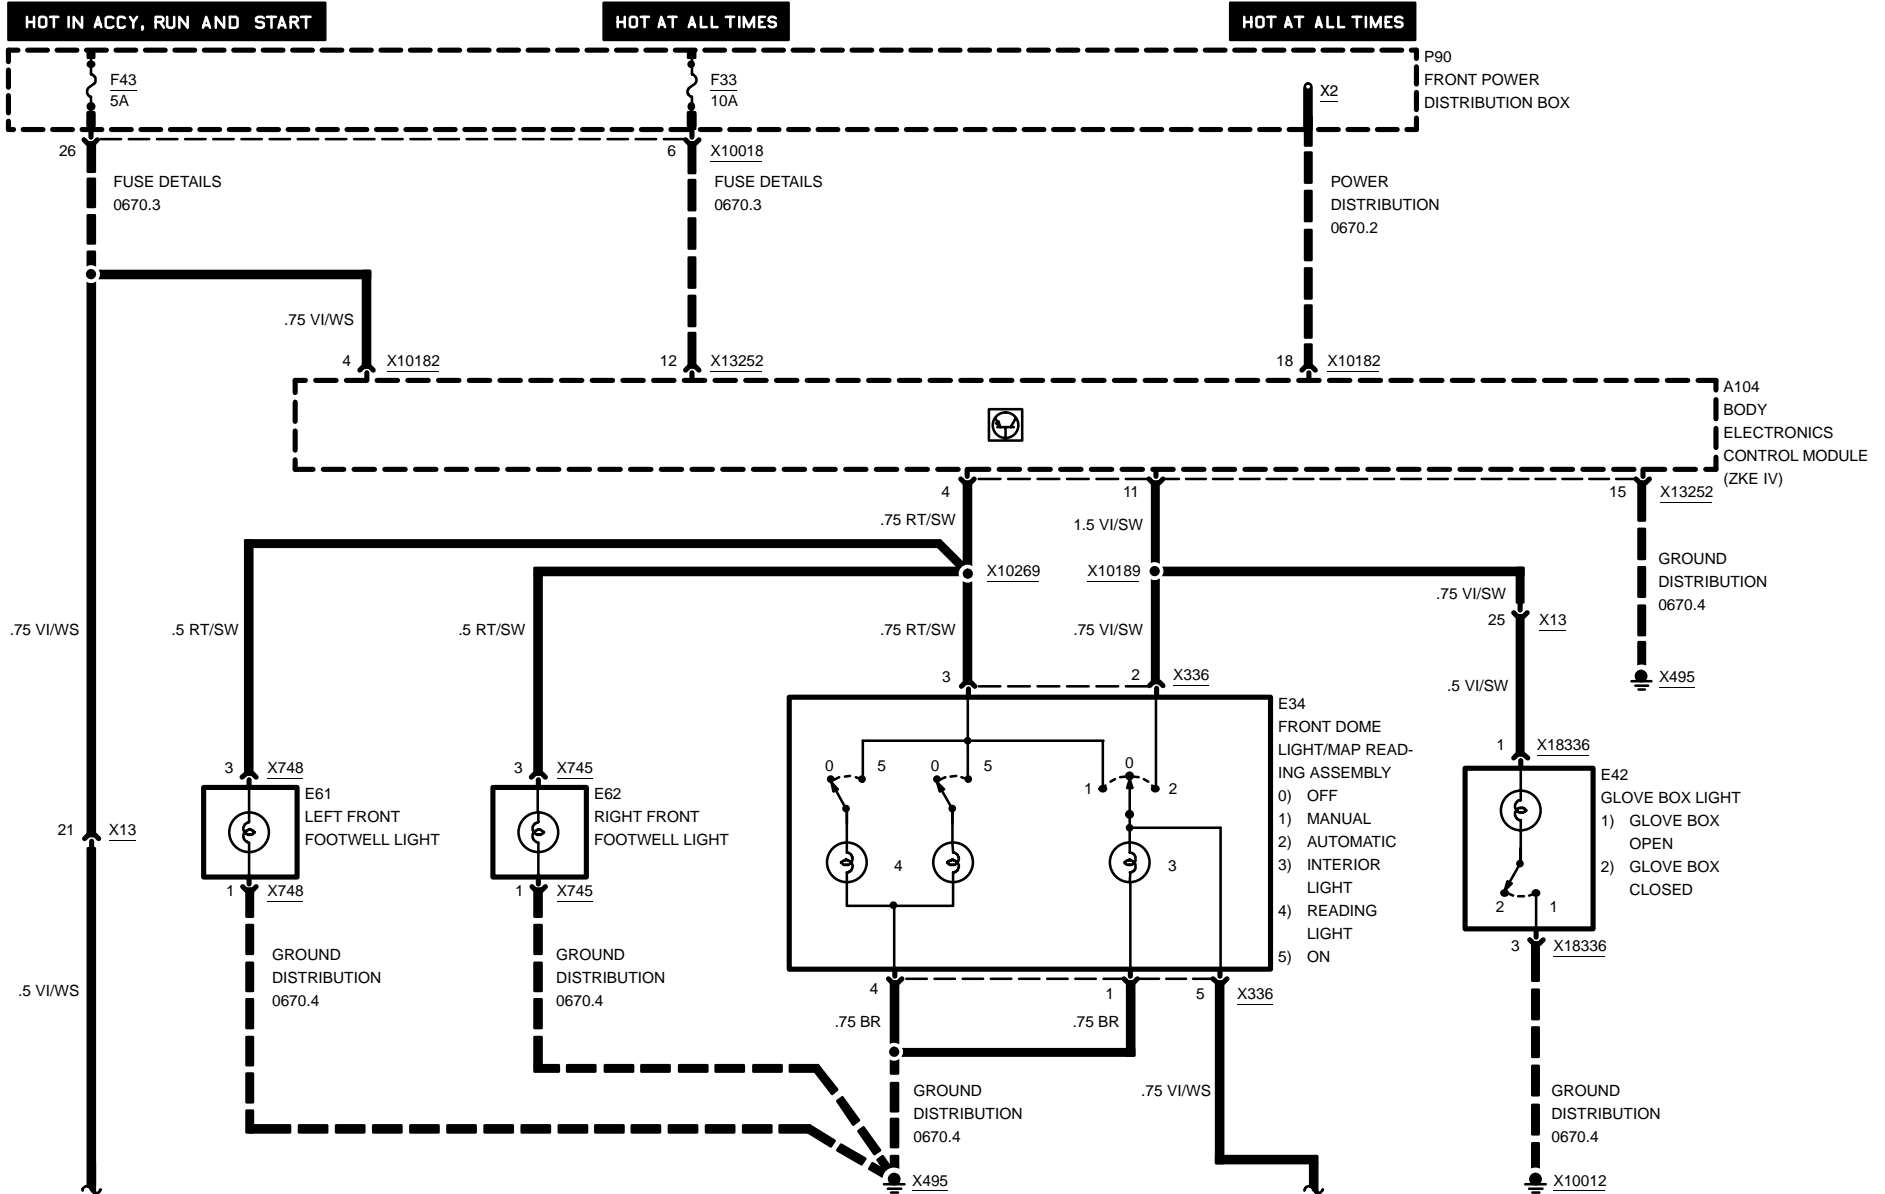 HOT IN ACCY, RUN AND START
HOT AT ALL TIMES
HOT AT ALL TIMES
P90
FRONT POWER
DISTRIBUTION BOX
F43
5A
F33
10A
X2
26
6
X10018
FUSE DETAILS
0670.3
FUSE DETAILS
0670.3
POWER
DISTRIBUTION
0670.2
.75 VI/WS
4
X10182
12
X13252
18
X10182
A104
BODY
ELECTRONICS
CONTROL MODULE
(ZKE IV)
4
11
15
X13252
.75 RT/SW
1.5 VI/SW
X10269
X10189
GROUND
DISTRIBUTION
0670.4
.75 VI/SW
25
X13
.75 VI/WS
.5 RT/SW
.5 RT/SW
.75 RT/SW
.75 VI/SW
3
2
X336
.5 VI/SW
X495
E34
FRONT DOME
LIGHT/MAP READ-
ING ASSEMBLY
0) OFF
1) MANUAL
2) AUTOMATIC
3) INTERIOR
LIGHT
4) READING
LIGHT
5) ON
1
X18336
3
X748
3
X745
0
5
0
5
0
1
2
E61
LEFT FRONT
FOOTWELL LIGHT
E62
RIGHT FRONT
FOOTWELL LIGHT
E42
GLOVE BOX LIGHT
1) GLOVE BOX
OPEN
2) GLOVE BOX
CLOSED
21
X13
4
3
1
X748
1
X745
2
1
3
X18336
GROUND
DISTRIBUTION
0670.4
GROUND
DISTRIBUTION
0670.4
.5 VI/WS
4
1
5
X336
.75 BR
.75 BR
.75 VI/WS
GROUND
DISTRIBUTION
0670.4
GROUND
DISTRIBUTION
0670.4
X495
X10012